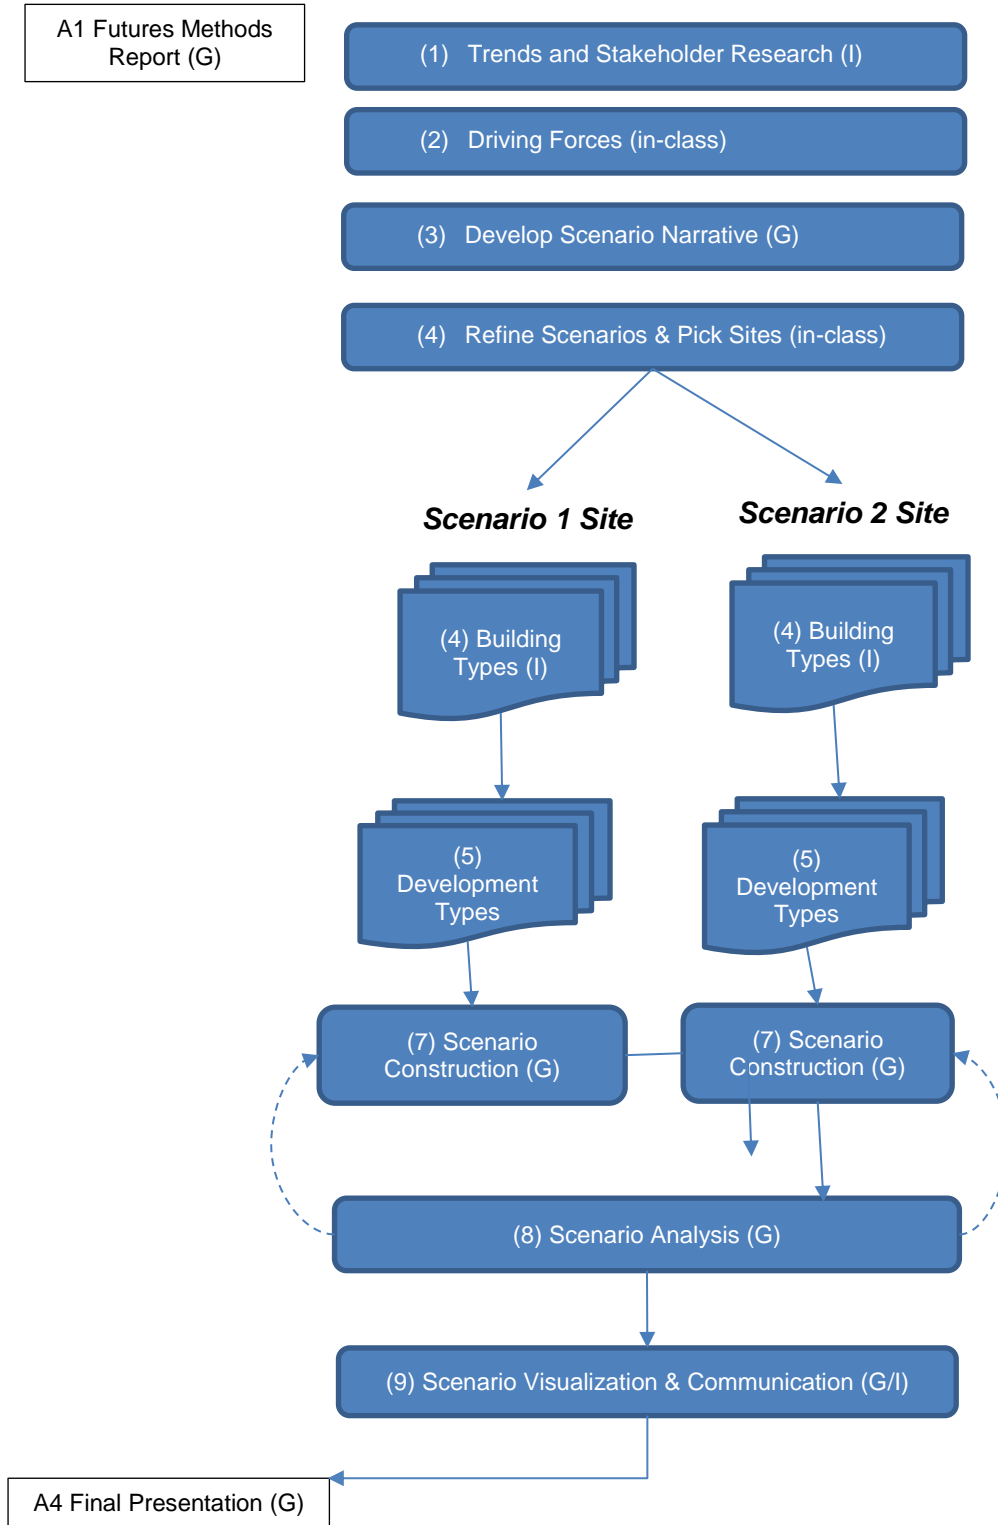 A1 Futures Methods
Report (G)
(1) Trends and Stakeholder Research (I)
(2) Driving Forces (in-class)
(3) Develop Scenario Narrative (G)
(4) Refine Scenarios & Pick Sites (in-class)
Scenario 1 Site
Scenario 2 Site
(4) Building
Types (I)
(4) Building
Types (I)
(5)
Development
Types
(5)
Development
Types
(7) Scenario
Construction (G)
(7) Scenario
Construction (G)
(8) Scenario Analysis (G)
(9) Scenario Visualization & Communication (G/I)
A4 Final Presentation (G)